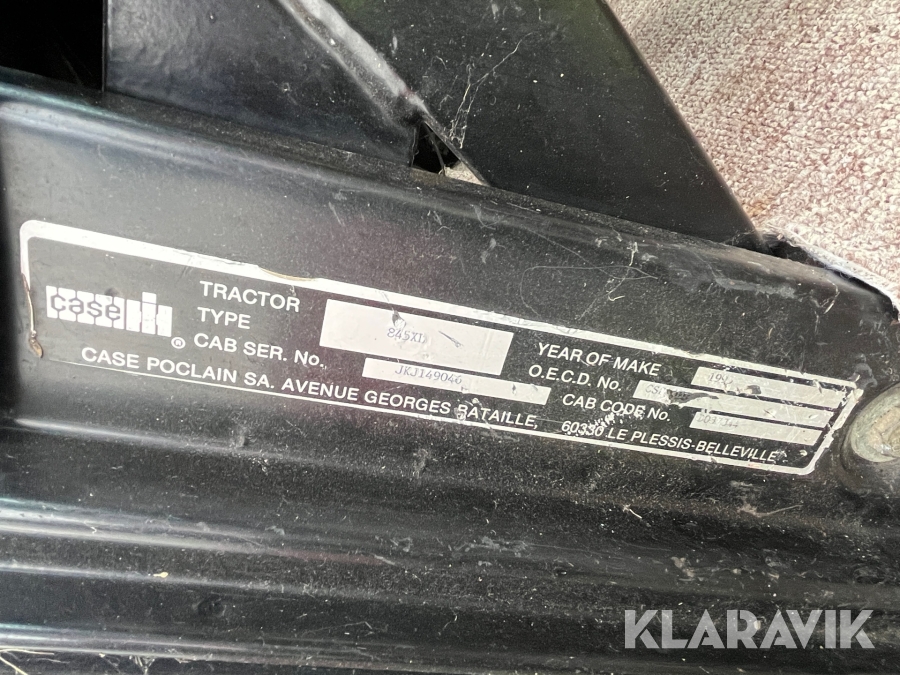 case IH
®
TRACTOR
TYPE 845XL
CAB SER. No. JKJ149046
YEAR OF MAKE
O.E.C.D. No.
CAB CODE No.
CASE POCLAIN SA. AVENUE GEORGES BATAILLE, 60330 LE PLESSIS-BELLEVILLE
KLARAVIK